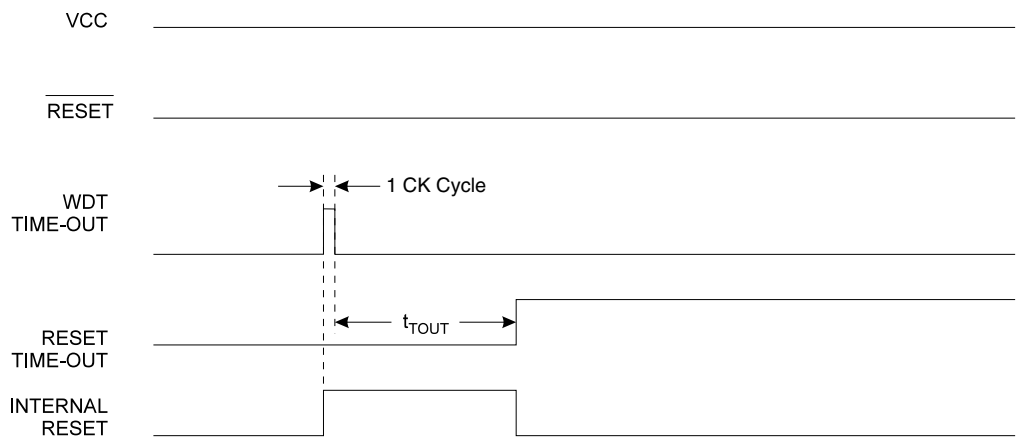 VCC
RESET
1 CK Cycle
WDT
TIME-OUT
tTOUT
RESET
TIME-OUT
INTERNAL
RESET